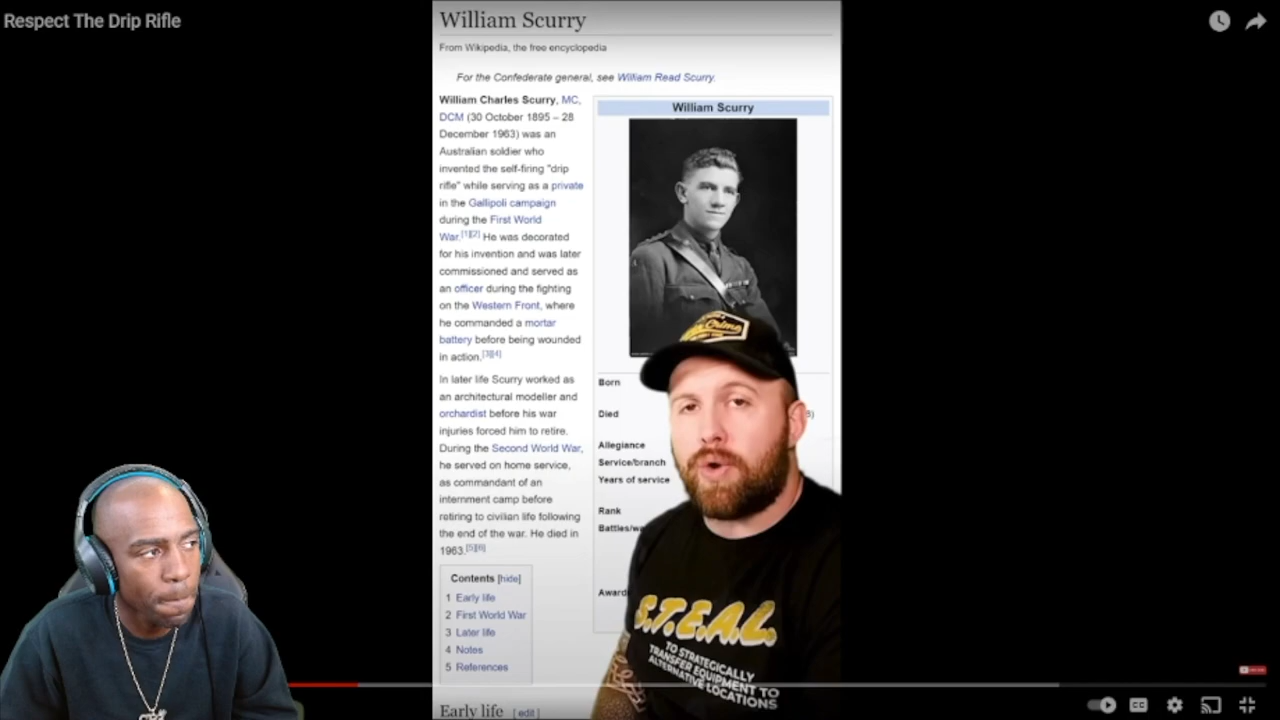 Respect The Drip Rifle
William Scurry
From Wikipedia, the free encyclopedia
For the Confederate general, see William Read Scurry.
William Charles Scurry, MC,
DCM (30 October 1895 – 28
December 1963) was an
Australian soldier who
invented the self-firing "drip
rifle" while serving as a private
in the Gallipoli campaign
during the First World
War.[1][2] He was decorated
for his invention and was later
commissioned and served as
an officer during the fighting
on the Western Front, where
he commanded a mortar
battery before being wounded
in action.[3][4]
In later life Scurry worked as
an architectural modeller and
orchardist before his war
injuries forced him to retire.
During the Second World War,
he served on home service,
as commandant of an
internment camp before
retiring to civilian life following
the end of the war. He died in
1963.[5][6]
Contents [hide]
1 Early life
2 First World War
3 Later life
4 Notes
5 References
Early life [ edit ]
William Scurry
Born
Died
Allegiance
Service/branch
Years of service
Rank
Battles/wa
Award
Crime
S.T.E.A.L.
TO STRATEGICALLY
TRANSFER EQUIPMENT TO
ALTERNATIVE LOCATIONS
CC